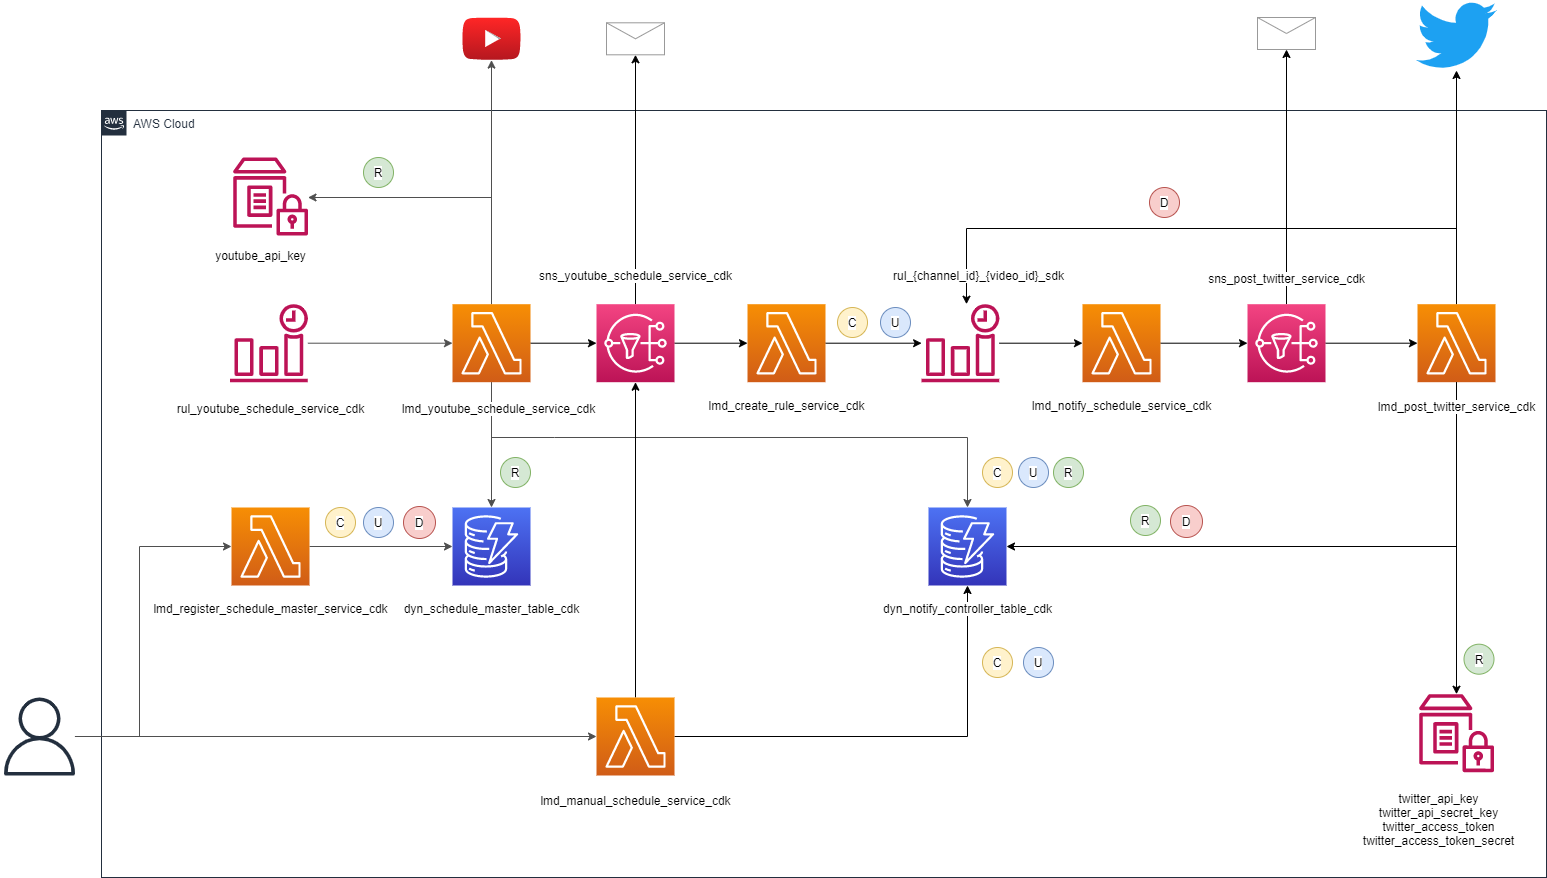 aws
AWS Cloud
R
D
youtube_api_key
sns_youtube_schedule_service_cdk
rul_{channel_id}_{video_id}_sdk
sns_post_twitter_service_cdk
C
U
rul_youtube_schedule_service_cdk
lmd_youtube_schedule_service_cdk
lmd_create_rule_service_cdk
lmd_notify_schedule_service_cdk
lmd_post_twitter_service_cdk
R
C
U
R
C
U
D
R
D
lmd_register_schedule_master_service_cdk
dyn_schedule_master_table_cdk
dyn_notify_controller_table_cdk
C
U
R
lmd_manual_schedule_service_cdk
twitter_api_key
twitter_api_secret_key
twitter_access_token
twitter_access_token_secret